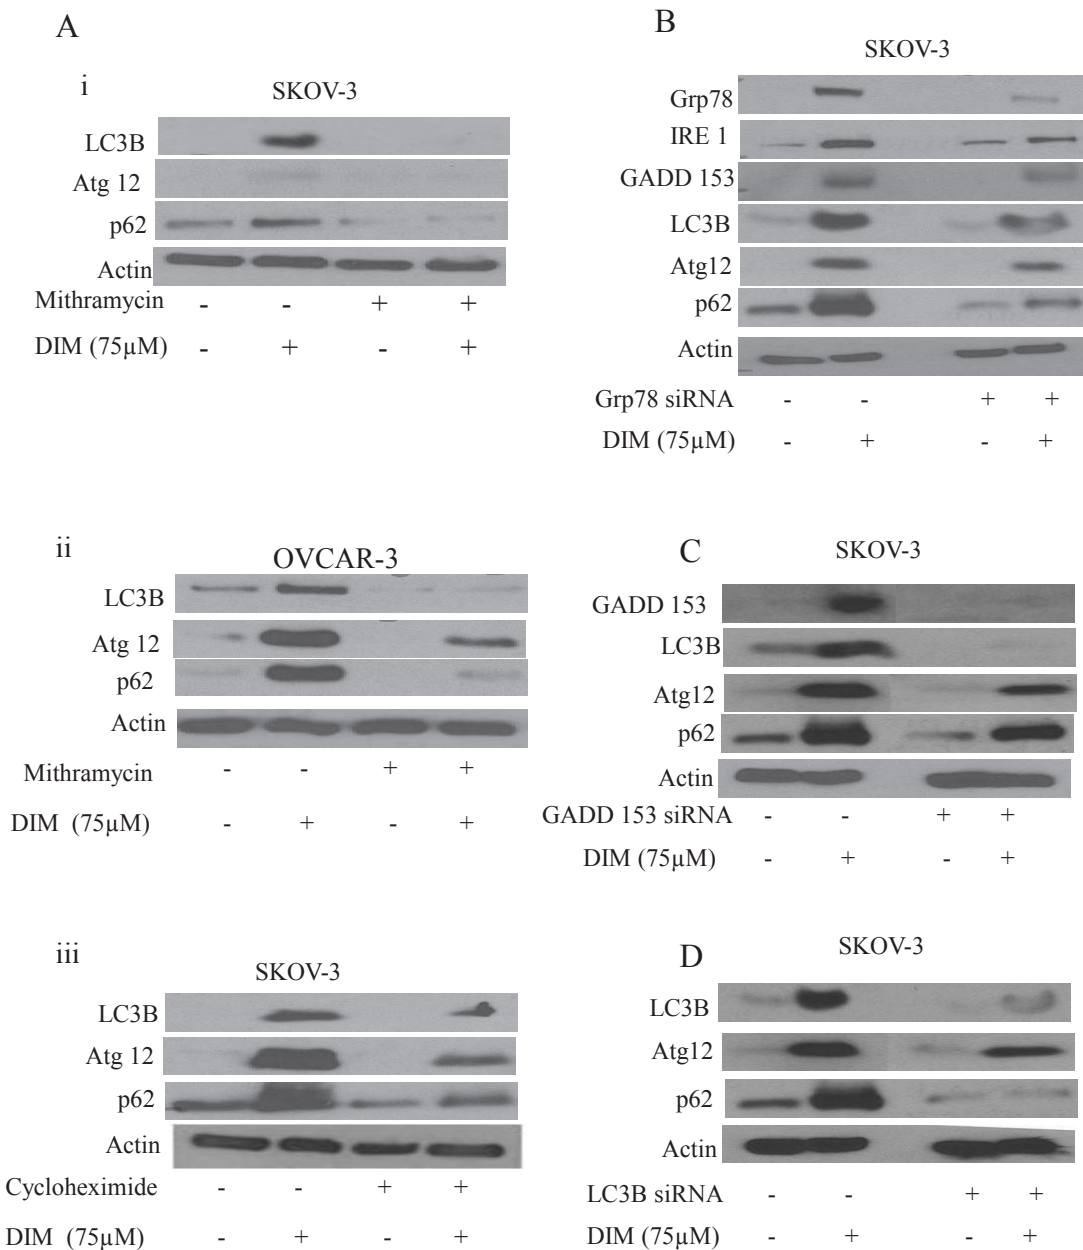 A
i
SKOV-3
LC3B
Atg 12
p62
Actin
Mithramycin - - + +
DIM (75µM) - + - +
ii
OVCAR-3
LC3B
Atg 12
p62
Actin
Mithramycin - - + +
DIM (75µM) - + - +
iii
SKOV-3
LC3B
Atg 12
p62
Actin
Cycloheximide - - + +
DIM (75µM) - + - +
B
SKOV-3
Grp78
IRE 1
GADD 153
LC3B
Atg12
p62
Actin
Grp78 siRNA - - + +
DIM (75µM) - + - +
C
SKOV-3
GADD 153
LC3B
Atg12
p62
Actin
GADD 153 siRNA - - + +
DIM (75µM) - + - +
D
SKOV-3
LC3B
Atg12
p62
Actin
LC3B siRNA - - + +
DIM (75µM) - + - +